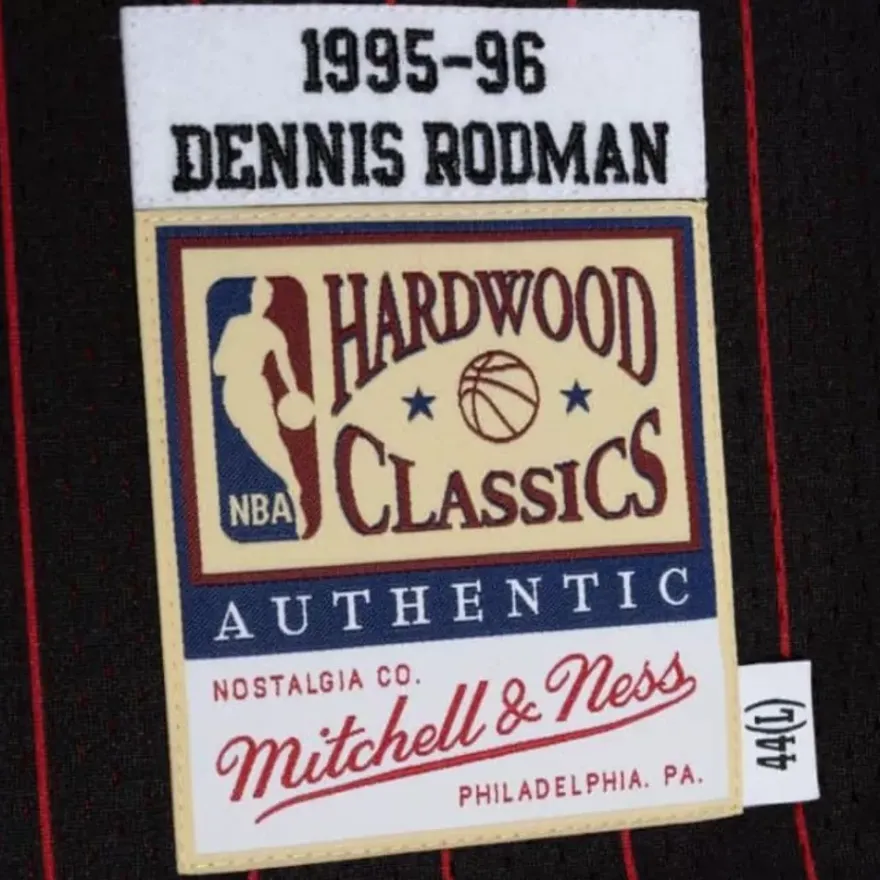 1995-96
DENNIS RODMAN
NBA
HARDWOOD
CLASSICS
AUTHENTIC
NOSTALGIA CO.
Mitchell & Ness
PHILADELPHIA. PA.
44(L)